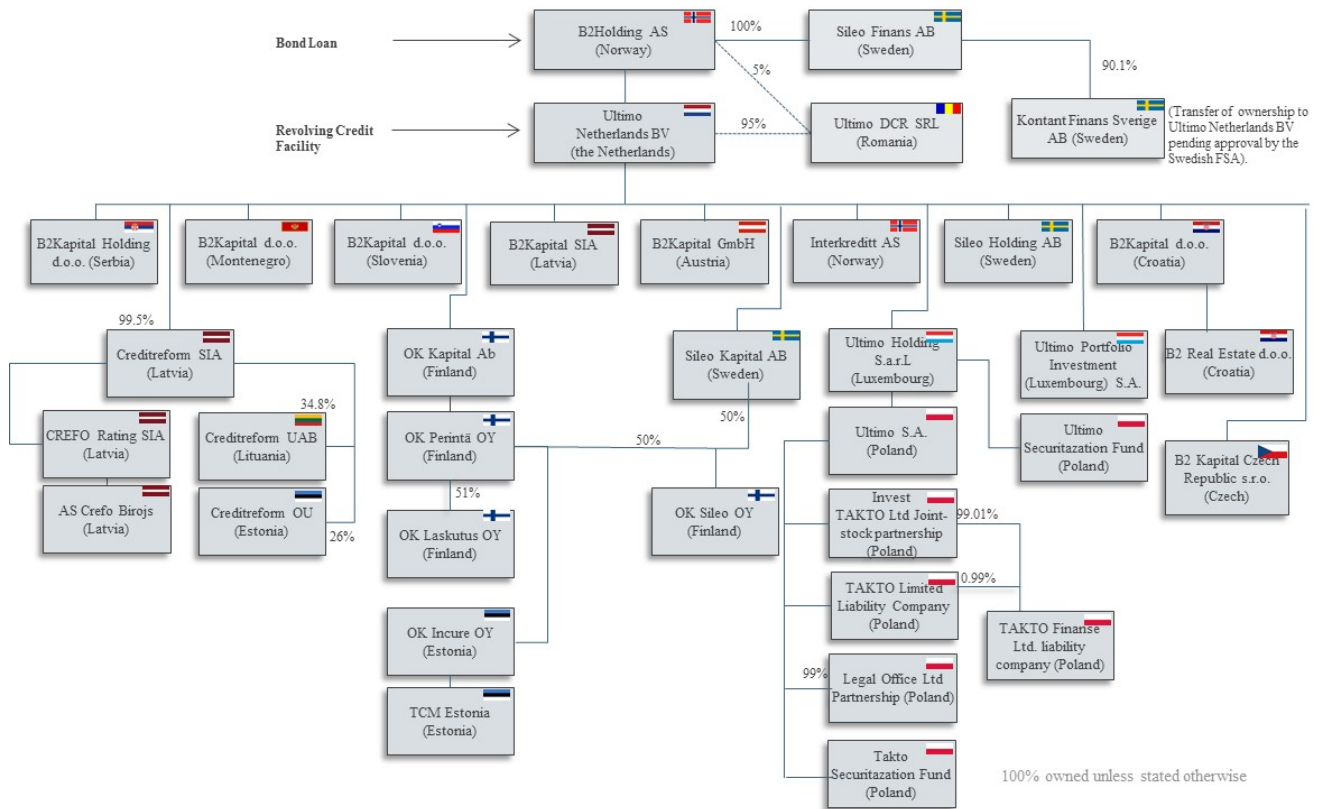 Bond Loan
B2Holding AS
(Norway)
100%
Sileo Finans AB
(Sweden)
5%
90.1%
Revolving Credit
Facility
Ultimo
Netherlands BV
(the Netherlands)
95%
Ultimo DCR SRL
(Romania)
Kontant Finans Sverige
AB (Sweden)
(Transfer of ownership to
Ultimo Netherlands BV
pending approval by the
Swedish FSA).
B2Kapital Holding
d.o.o. (Serbia)
B2Kapital d.o.o.
(Montenegro)
B2Kapital d.o.o.
(Slovenia)
B2Kapital SIA
(Latvia)
B2Kapital GmbH
(Austria)
Interkreditt AS
(Norway)
Sileo Holding AB
(Sweden)
B2Kapital d.o.o.
(Croatia)
99.5%
Creditreform SIA
(Latvia)
OK Kapital Ab
(Finland)
Sileo Kapital AB
(Sweden)
Ultimo Holding
S.a.r.L
(Luxembourg)
Ultimo Portfolio
Investment
(Luxembourg) S.A.
B2 Real Estate d.o.o.
(Croatia)
CREFO Rating SIA
(Latvia)
34.8%
Creditreform UAB
(Lituania)
OK Perintä OY
(Finland)
50%
50%
Ultimo S.A.
(Poland)
Ultimo
Securitazation Fund
(Poland)
B2 Kapital Czech
Republic s.r.o.
(Czech)
AS Crefo Birojs
(Latvia)
Creditreform OU
(Estonia)
26%
51%
OK Laskutus OY
(Finland)
OK Sileo OY
(Finland)
Invest
TAKTO Ltd Joint-
stock partnership
(Poland)
99.01%
TAKTO Limited
Liability Company
(Poland)
0.99%
OK Incure OY
(Estonia)
TAKTO Finanse
Ltd. liability
company (Poland)
99%
Legal Office Ltd
Partnership (Poland)
TCM Estonia
(Estonia)
Takto
Securitazation Fund
(Poland)
100% owned unless stated otherwise